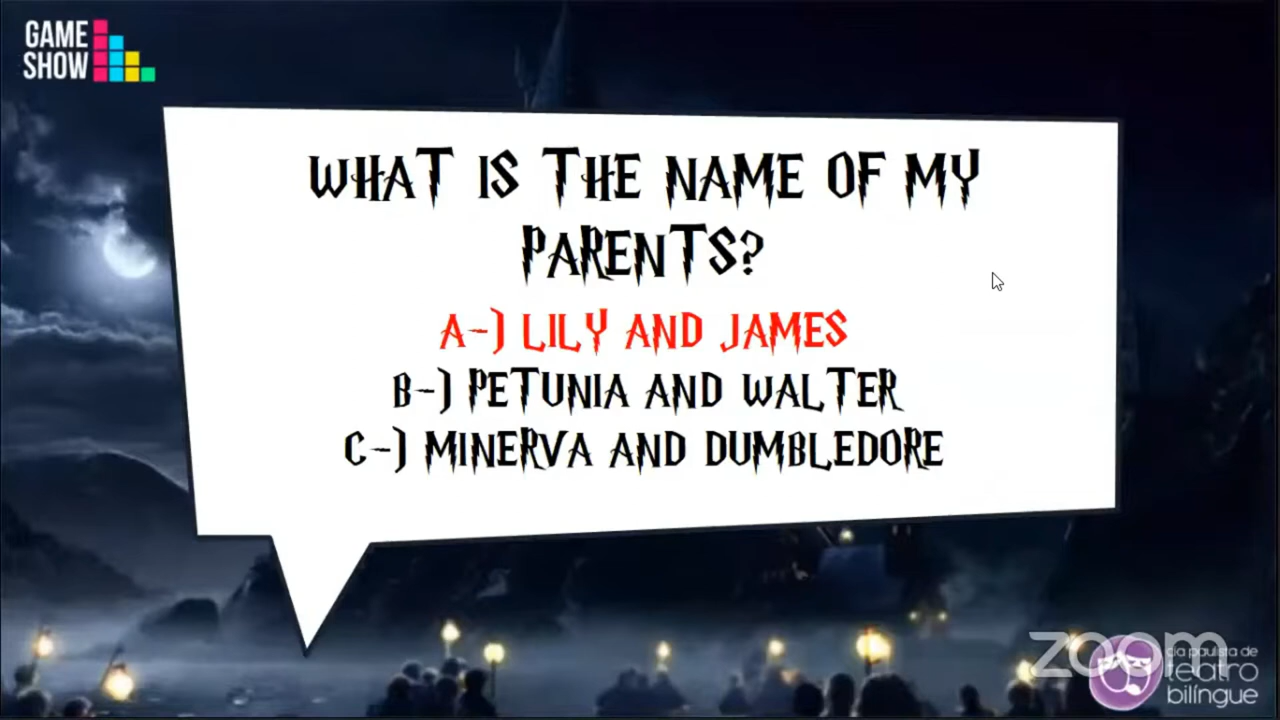 GAME
SHOW
WHAT IS THE NAME OF MY
PARENTS?
A-) LILY AND JAMES
B-) PETUNIA AND WALTER
C-) MINERVA AND DUMBLEDORE
zoom
cia paulista de
teatro
bilíngue